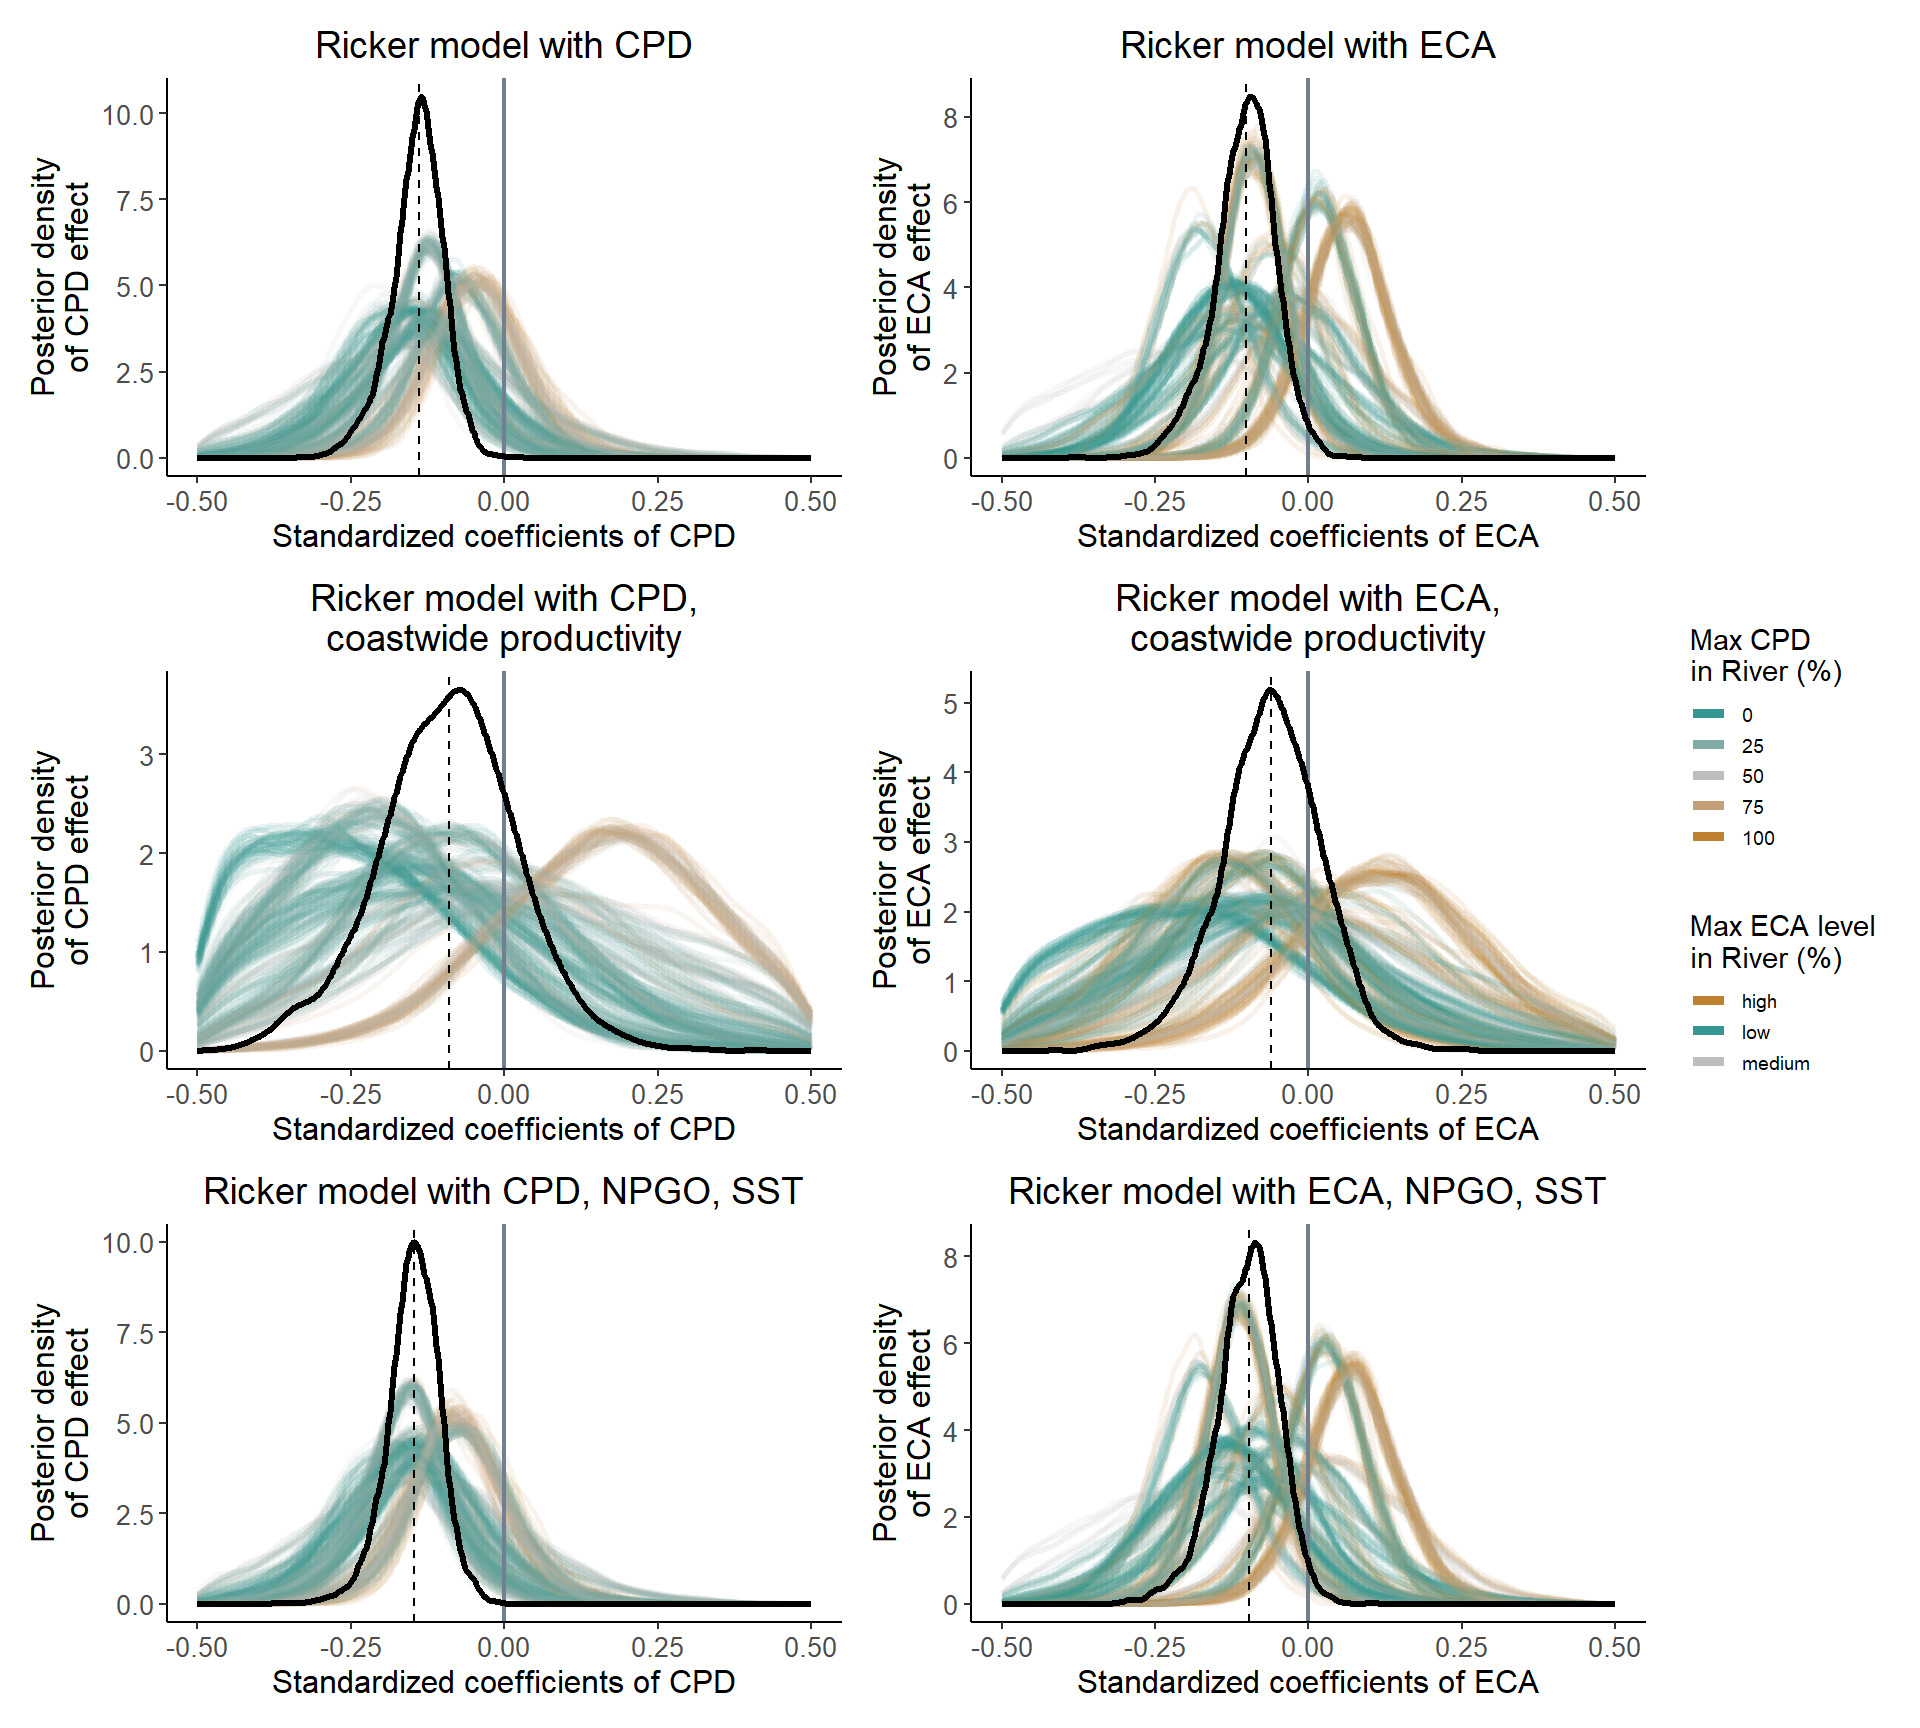 Ricker model with CPD
Posterior density
of CPD effect
10.0
7.5
5.0
2.5
0.0
-0.50
-0.25
0.00
0.25
0.50
Standardized coefficients of CPD
Ricker model with ECA
Posterior density
of ECA effect
8
6
4
2
0
-0.50
-0.25
0.00
0.25
0.50
Standardized coefficients of ECA
Ricker model with CPD,
coastwide productivity
Posterior density
of CPD effect
3
2
1
0
-0.50
-0.25
0.00
0.25
0.50
Standardized coefficients of CPD
Ricker model with ECA,
coastwide productivity
Posterior density
of ECA effect
5
4
3
2
1
0
-0.50
-0.25
0.00
0.25
0.50
Standardized coefficients of ECA
Max CPD
in River (%)
0
25
50
75
100
Max ECA level
in River (%)
high
low
medium
Ricker model with CPD, NPGO, SST
Posterior density
of CPD effect
10.0
7.5
5.0
2.5
0.0
-0.50
-0.25
0.00
0.25
0.50
Standardized coefficients of CPD
Ricker model with ECA, NPGO, SST
Posterior density
of ECA effect
8
6
4
2
0
-0.50
-0.25
0.00
0.25
0.50
Standardized coefficients of ECA